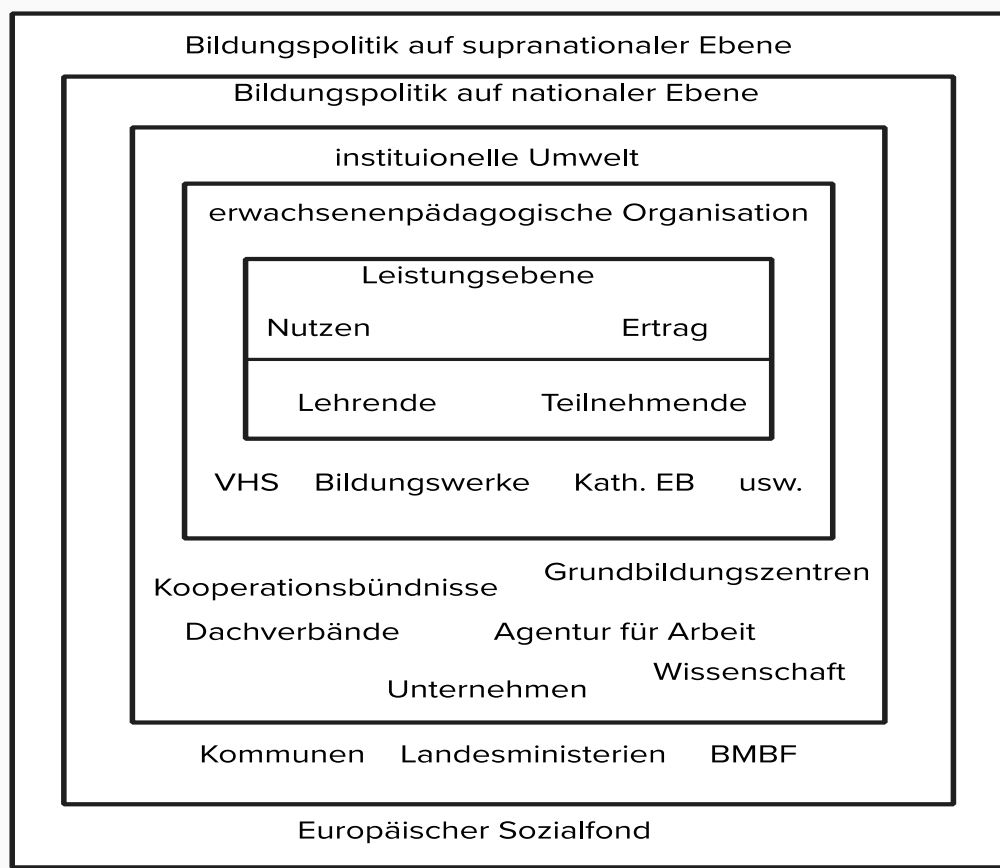 Bildungspolitik auf supranationaler Ebene
Bildungspolitik auf nationaler Ebene
instituionelle Umwelt
erwachsenenpädagogische Organisation
Leistungsebene
Nutzen Ertrag
Lehrende Teilnehmende
VHS Bildungswerke Kath. EB usw.
Grundbildungszentren
Kooperationsbündnisse
Dachverbände Agentur für Arbeit
Wissenschaft
Unternehmen
Kommunen Landesministerien BMBF
Europäischer Sozialfond